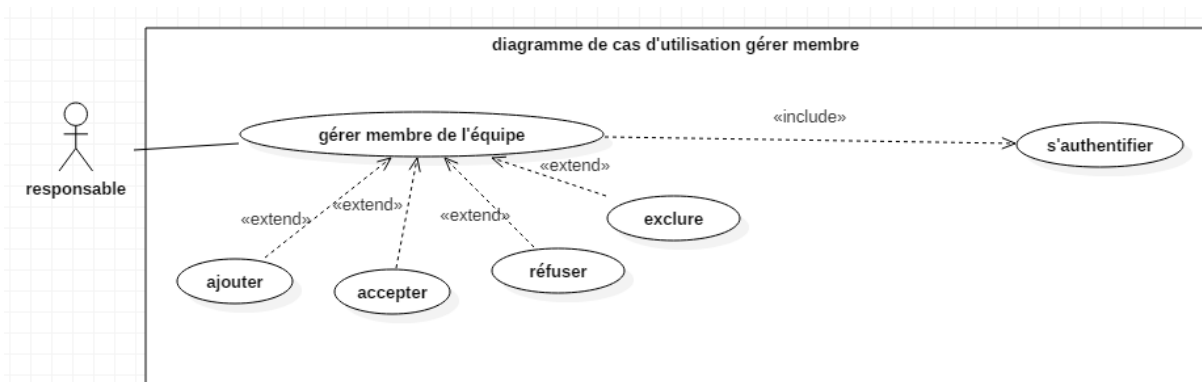 diagramme de cas d'utilisation gérer membre
gérer membre de l'équipe
«include»
s'authentifier
responsable
«extend»
«extend»
«extend»
«extend»
exclure
ajouter
accepter
réfuser